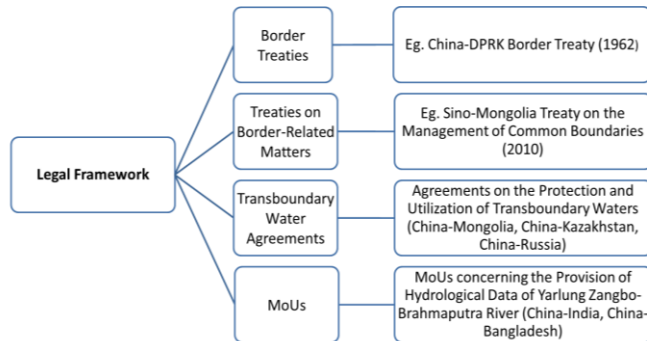 Legal Framework
Border
Treaties
Eg. China-DPRK Border Treaty (1962)
Treaties on
Border-Related
Matters
Eg. Sino-Mongolia Treaty on the
Management of Common Boundaries
(2010)
Transboundary
Water
Agreements
Agreements on the Protection and
Utilization of Transboundary Waters
(China-Mongolia, China-Kazakhstan,
China-Russia)
MoUs
MoUs concerning the Provision of
Hydrological Data of Yarlung Zangbo-
Brahmaputra River (China-India, China-
Bangladesh)